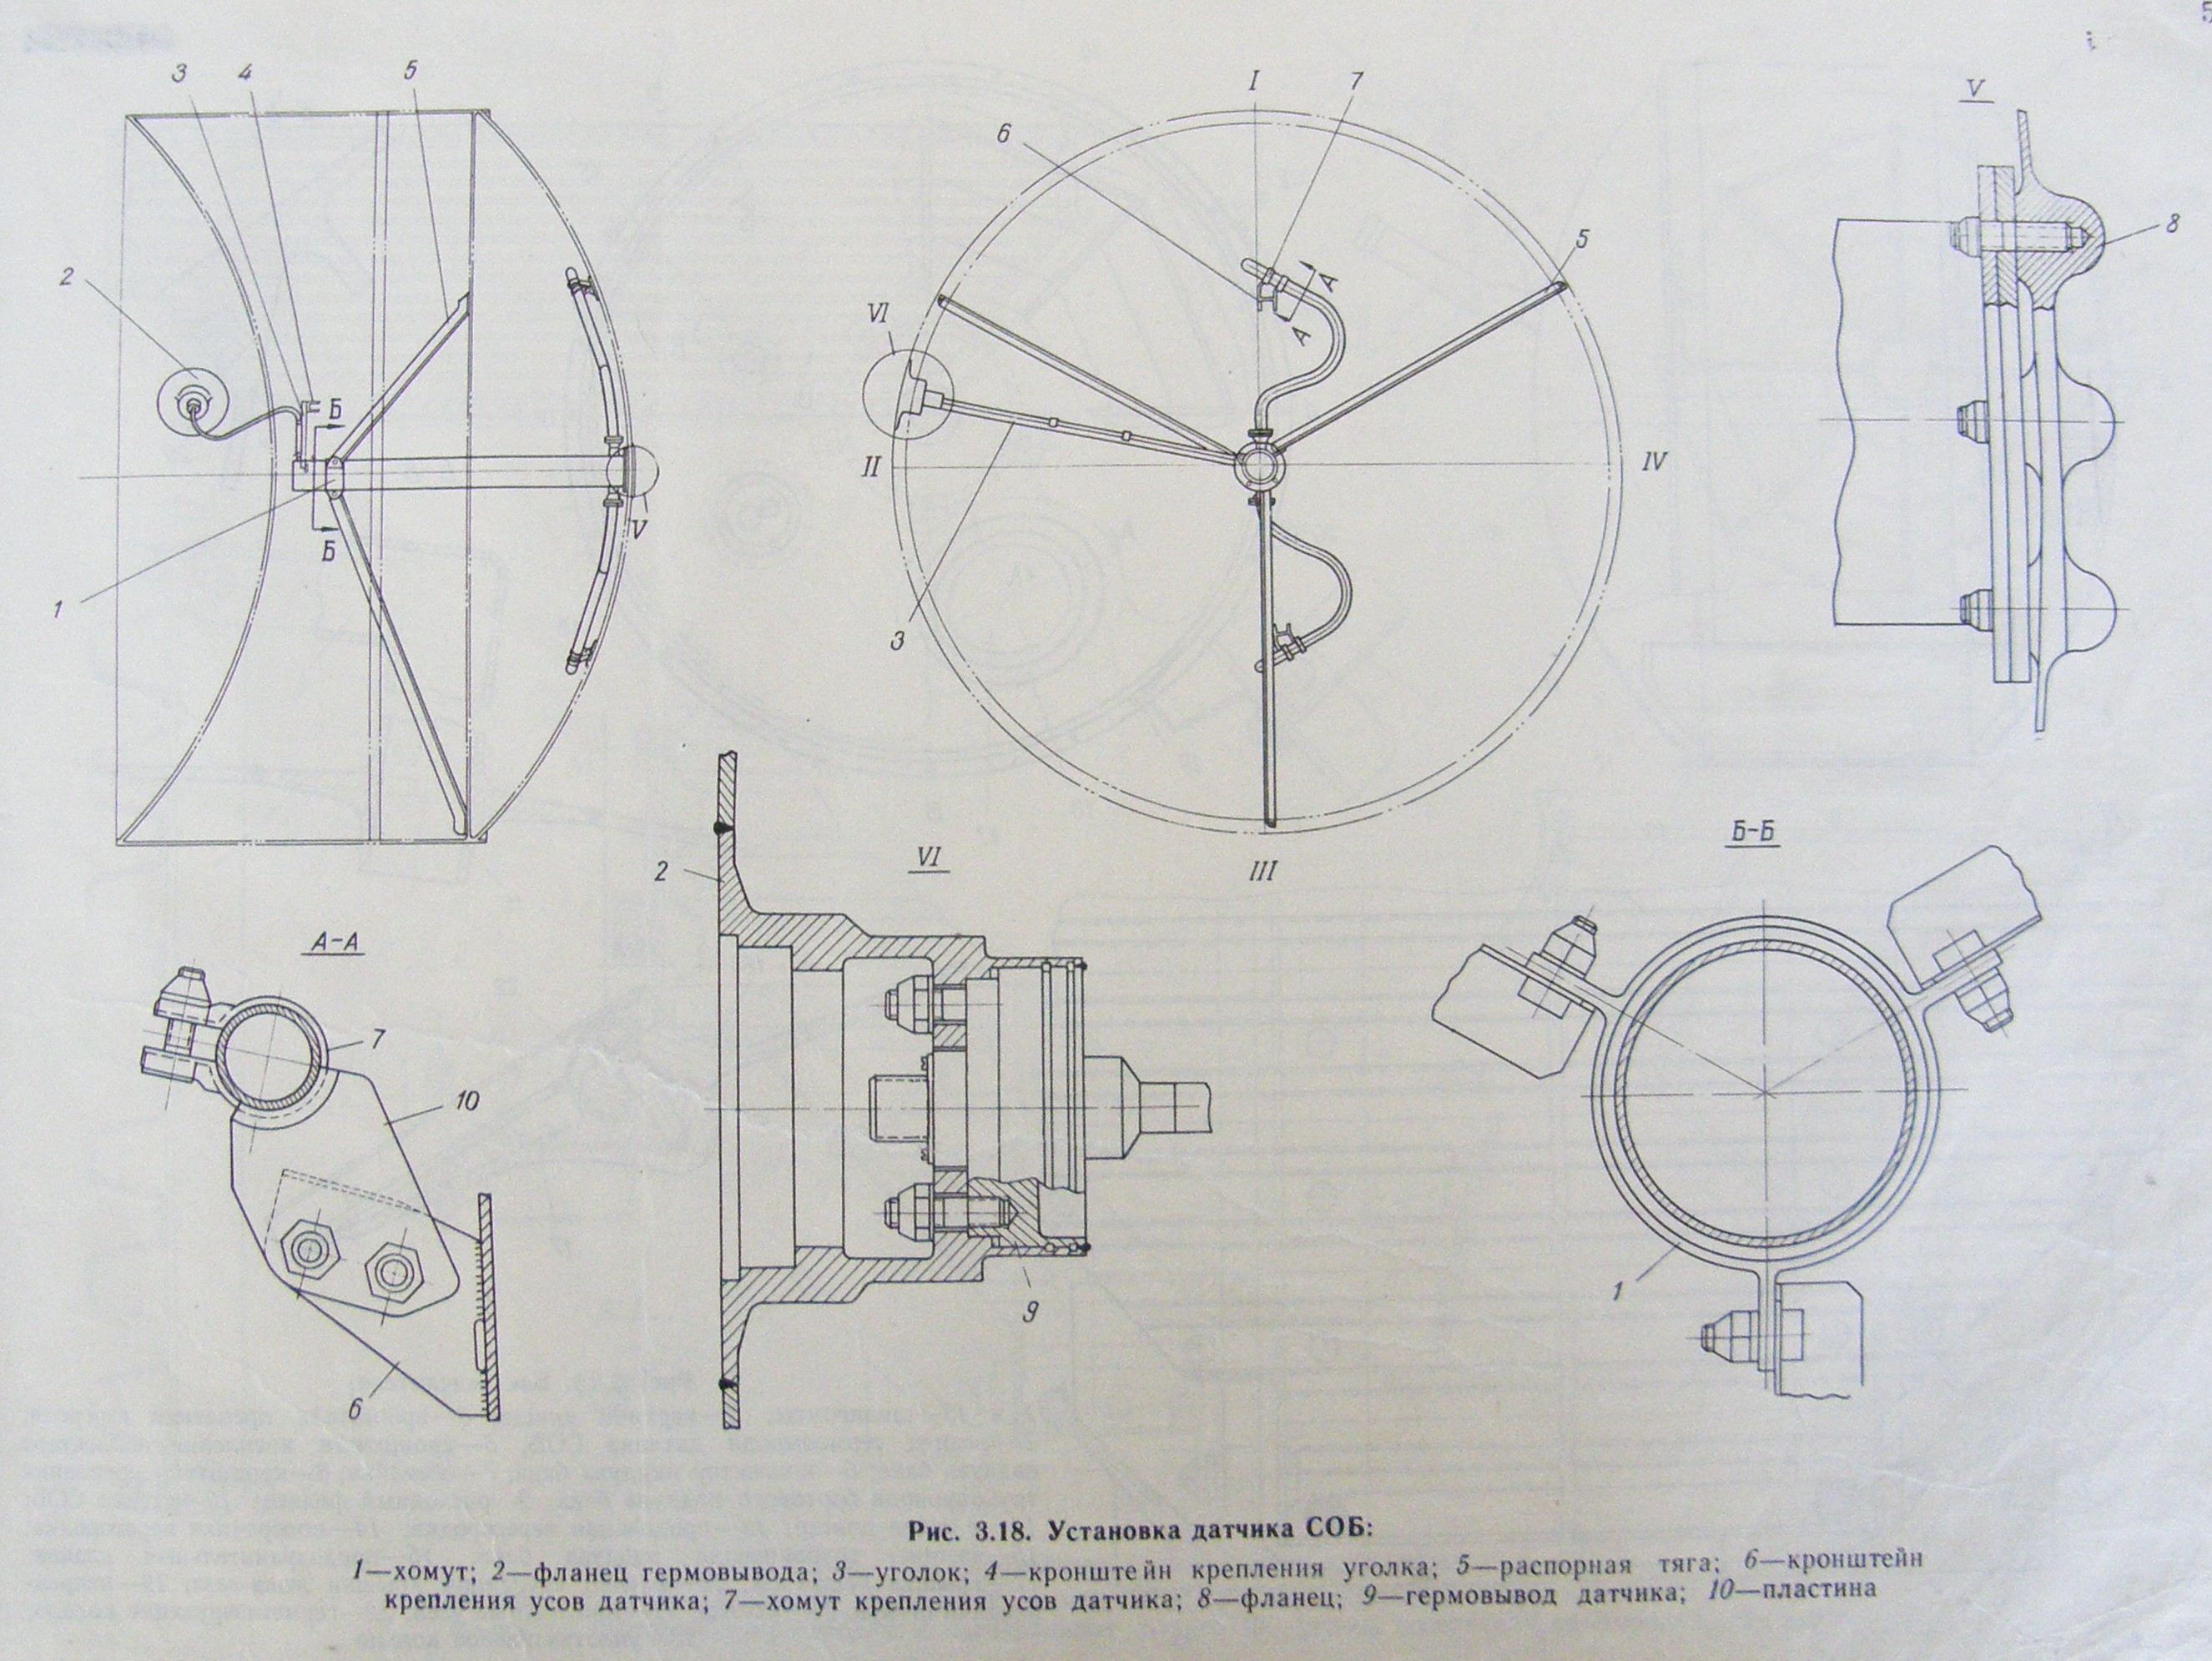 5
3 4 5
2
Б
Б
V
1
I 7
6
5
А
А
VI
II
IV
3
III
V
8
VI
2
9
А-А
7
10
6
Б-Б
1
Рис. 3.18. Установка датчика СОБ:
1—хомут; 2—фланец гермовывода; 3—уголок; 4—кронштейн крепления уголка; 5—распорная тяга; 6—кронштейн
крепления усов датчика; 7—хомут крепления усов датчика; 8—фланец; 9—гермовывод датчика; 10—пластина